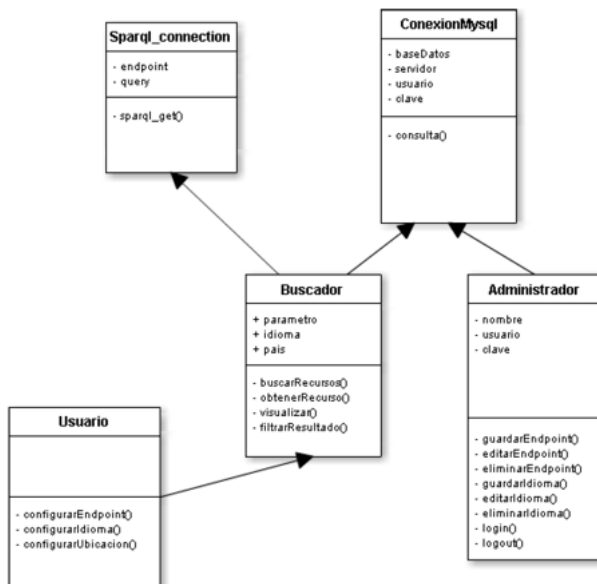 Sparql_connection
- endpoint
- query
- sparql_get()
ConexionMysql
- baseDatos
- servidor
- usuario
- clave
- consulta()
Buscador
+ parametro
+ idioma
+ pais
- buscarRecursos()
- obtenerRecurso()
- visualizar()
- filtrarResultado()
Administrador
- nombre
- usuario
- clave
- guardarEndpoint()
- editarEndpoint()
- eliminarEndpoint()
- guardarIdioma()
- editarIdioma()
- eliminarIdioma()
- login()
- logout()
Usuario
- configurarEndpoint()
- configurarIdioma()
- configurarUbicacion()